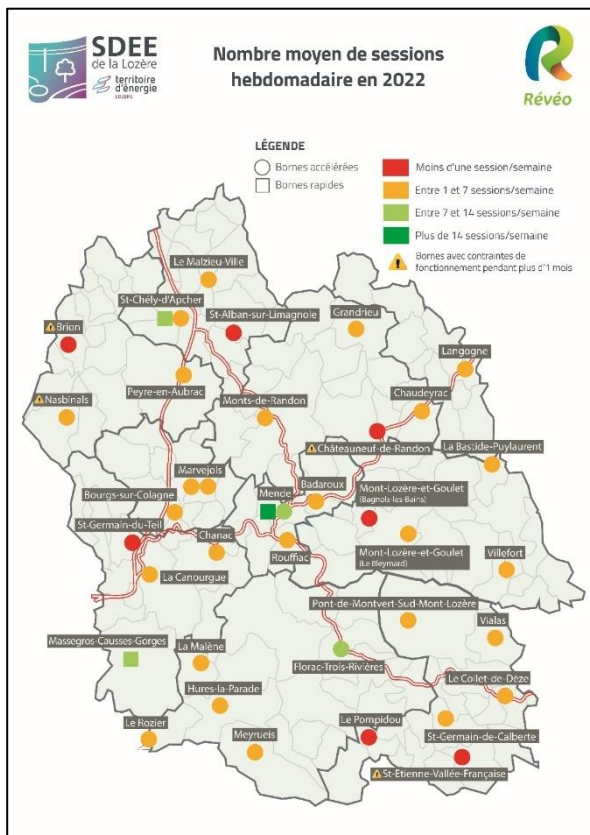 SDEE
de la Lozère
territoire
d'énergie
LOZÈRE
Nombre moyen de sessions
hebdomadaire en 2022
Révéo
LÉGENDE
Bornes accélérées
Bornes rapides
Moins d'une session/semaine
Entre 1 et 7 sessions/semaine
Entre 7 et 14 sessions/semaine
Plus de 14 sessions/semaine
Bornes avec contraintes de
fonctionnement pendant plus d'1 mois
Le Malzieu-Ville
St-Chély-d'Apcher
St-Alban-sur-Limagnole
Grandrieu
Brion
Langogne
Peyre-en-Aubrac
Chaudeyrac
Nasbinals
Monts-de-Randon
Châteauneuf-de-Randon
La Bastide-Puylaurent
Marvejols
Badaroux
Bourgs-sur-Colagne
Mende
Mont-Lozère-et-Goulet
(Bagnols-les-Bains)
St-Germain-du-Teil
Chanac
Rouffiac
Mont-Lozère-et-Goulet
(Le Bleymard)
Villefort
La Canourgue
Pont-de-Montvert-Sud-Mont-Lozère
Vialas
Massegros-Causses-Gorges
La Malène
Florac-Trois-Rivières
Le Collet-de-Dèze
Hures-la-Parade
Le Rozier
Le Pompidou
Meyrueis
St-Germain-de-Calberte
St-Etienne-Vallée-Française